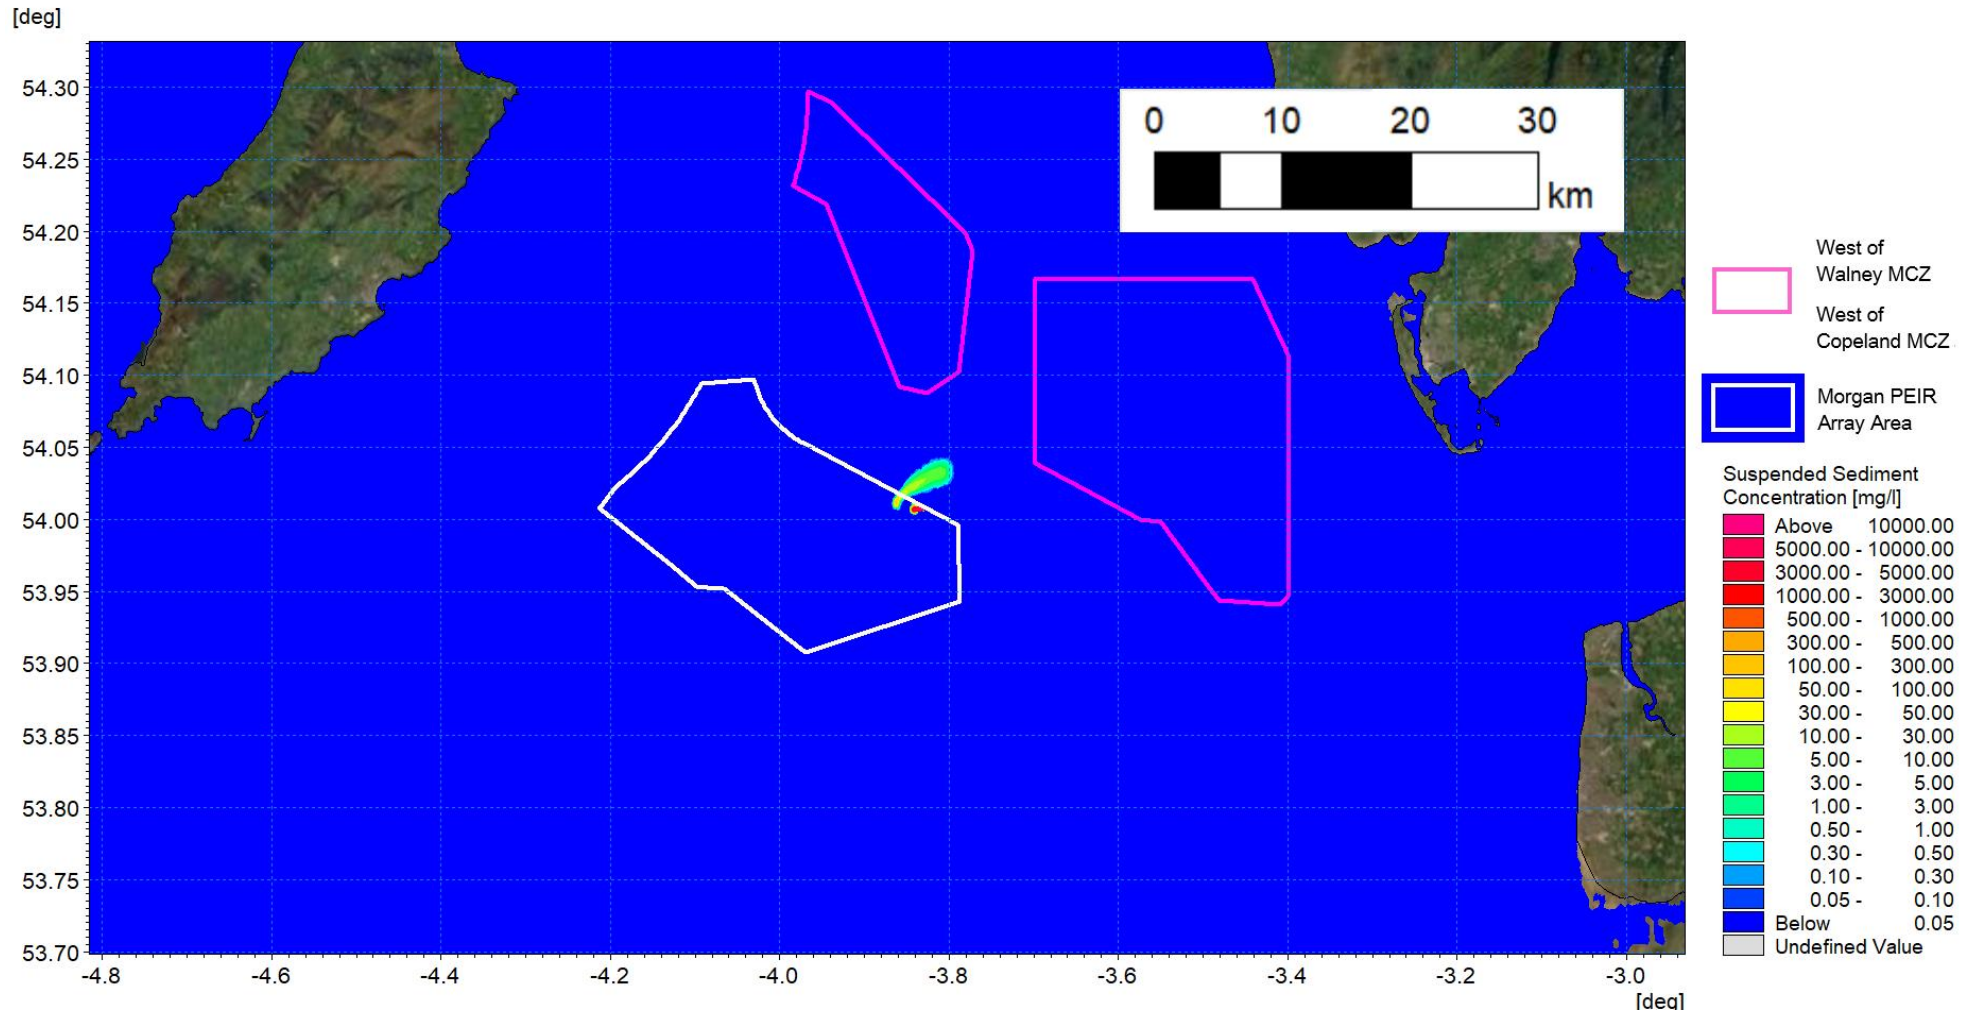 [deg]
54.30
54.25
54.20
54.15
54.10
54.05
54.00
53.95
53.90
53.85
53.80
53.75
53.70
-4.8 -4.6 -4.4 -4.2 -4.0 -3.8 -3.6 -3.4 -3.2 -3.0
[deg]
0 10 20 30
km
West of
Walney MCZ
West of
Copeland MCZ
Morgan PEIR
Array Area
Suspended Sediment
Concentration [mg/l]
Above 10000.00
5000.00 - 10000.00
3000.00 - 5000.00
1000.00 - 3000.00
500.00 - 1000.00
300.00 - 500.00
100.00 - 300.00
50.00 - 100.00
30.00 - 50.00
10.00 - 30.00
5.00 - 10.00
3.00 - 5.00
1.00 - 3.00
0.50 - 1.00
0.30 - 0.50
0.10 - 0.30
0.05 - 0.10
Below 0.05
Undefined Value